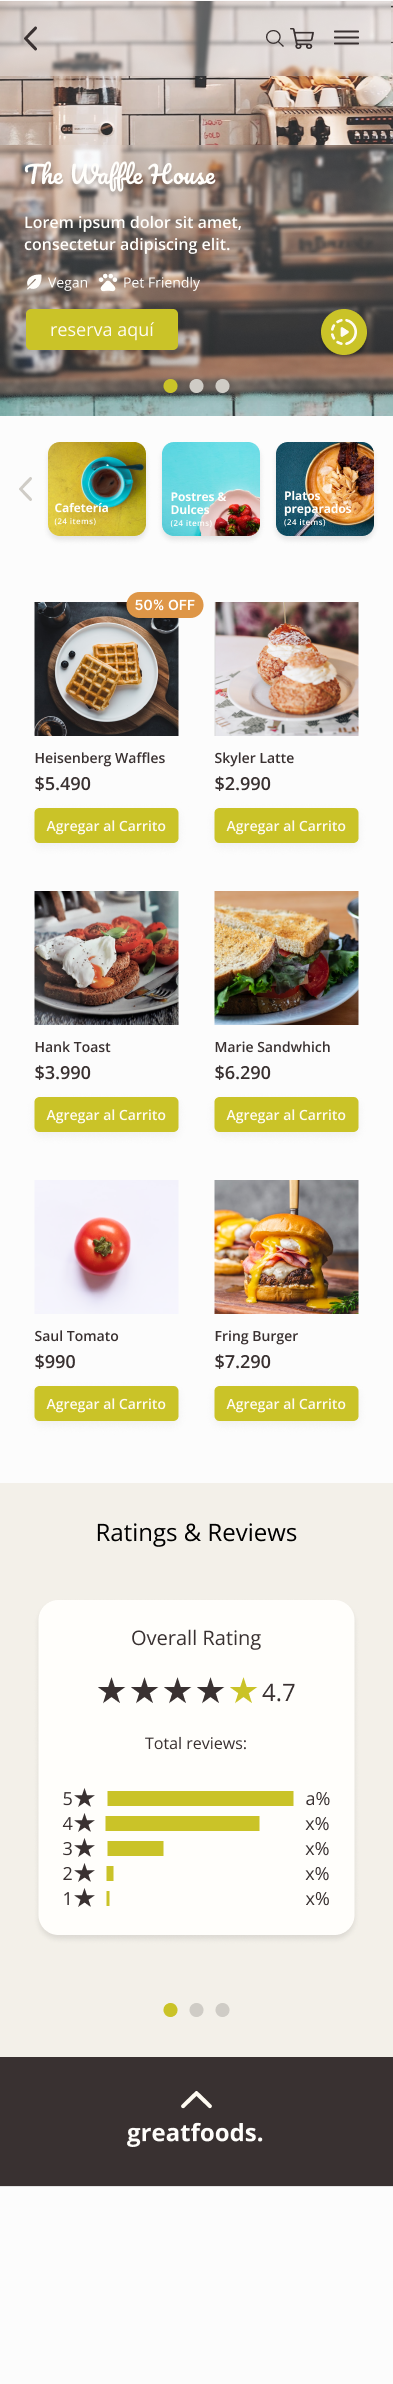 The Waffle House
Lorem ipsum dolor sit amet,
consectetur adipiscing elit.
Vegan Pet Friendly
reserva aquí
Cafetería
(24 items)
Postres &
Dulces
(24 items)
Platos
preparados
(24 items)
50% OFF
Heisenberg Waffles
$5.490
Agregar al Carrito
Skyler Latte
$2.990
Agregar al Carrito
Hank Toast
$3.990
Agregar al Carrito
Marie Sandwhich
$6.290
Agregar al Carrito
Saul Tomato
$990
Agregar al Carrito
Fring Burger
$7.290
Agregar al Carrito
Ratings & Reviews
Overall Rating
4.7
Total reviews:
5★ a%
4★ x%
3★ x%
2★ x%
1★ x%
greatfoods.